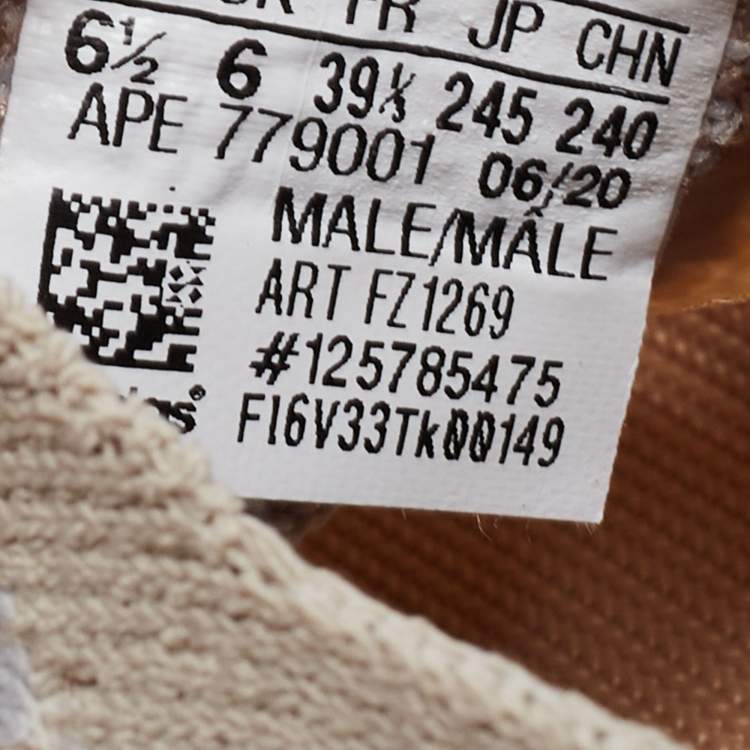 FR JP CHN
6½ 6 39⅓ 245 240
APE 779001 06/20
MALE/MÂLE
ART FZ1269
#125785475
FI6V33Tk00149